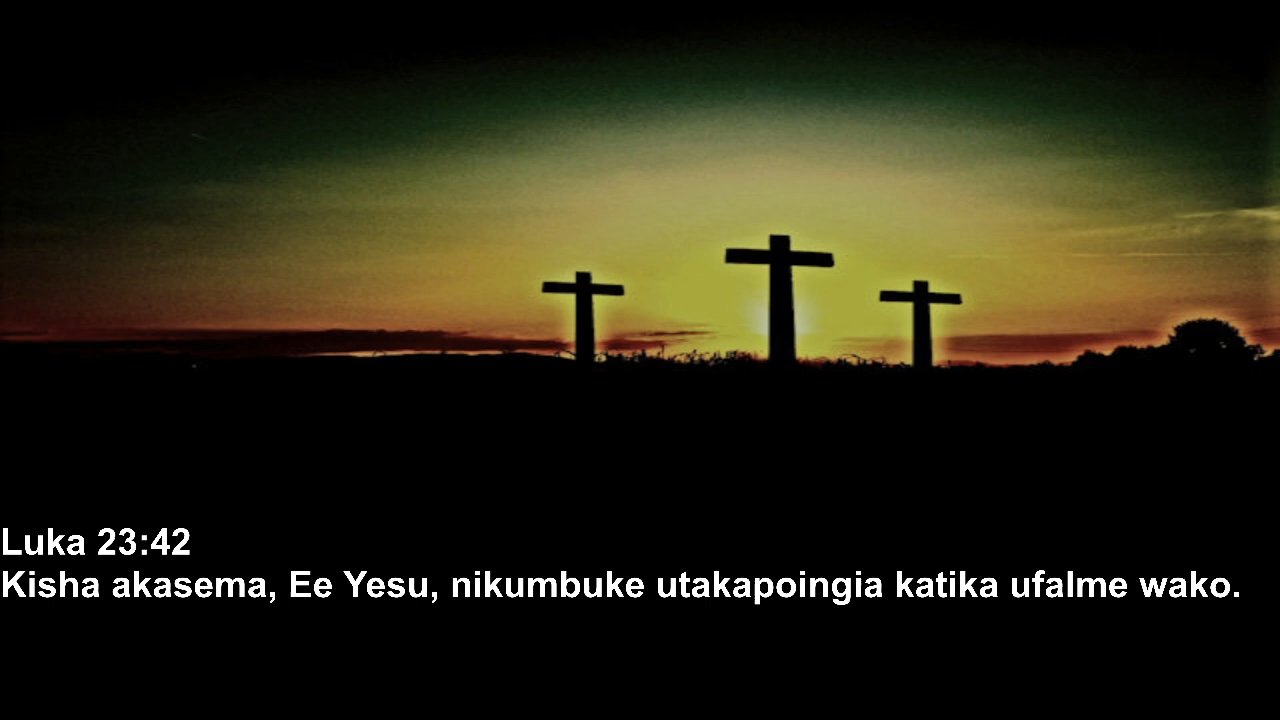 Luka 23:42
Kisha akasema, Ee Yesu, nikumbuke utakapoingia katika ufalme wako.